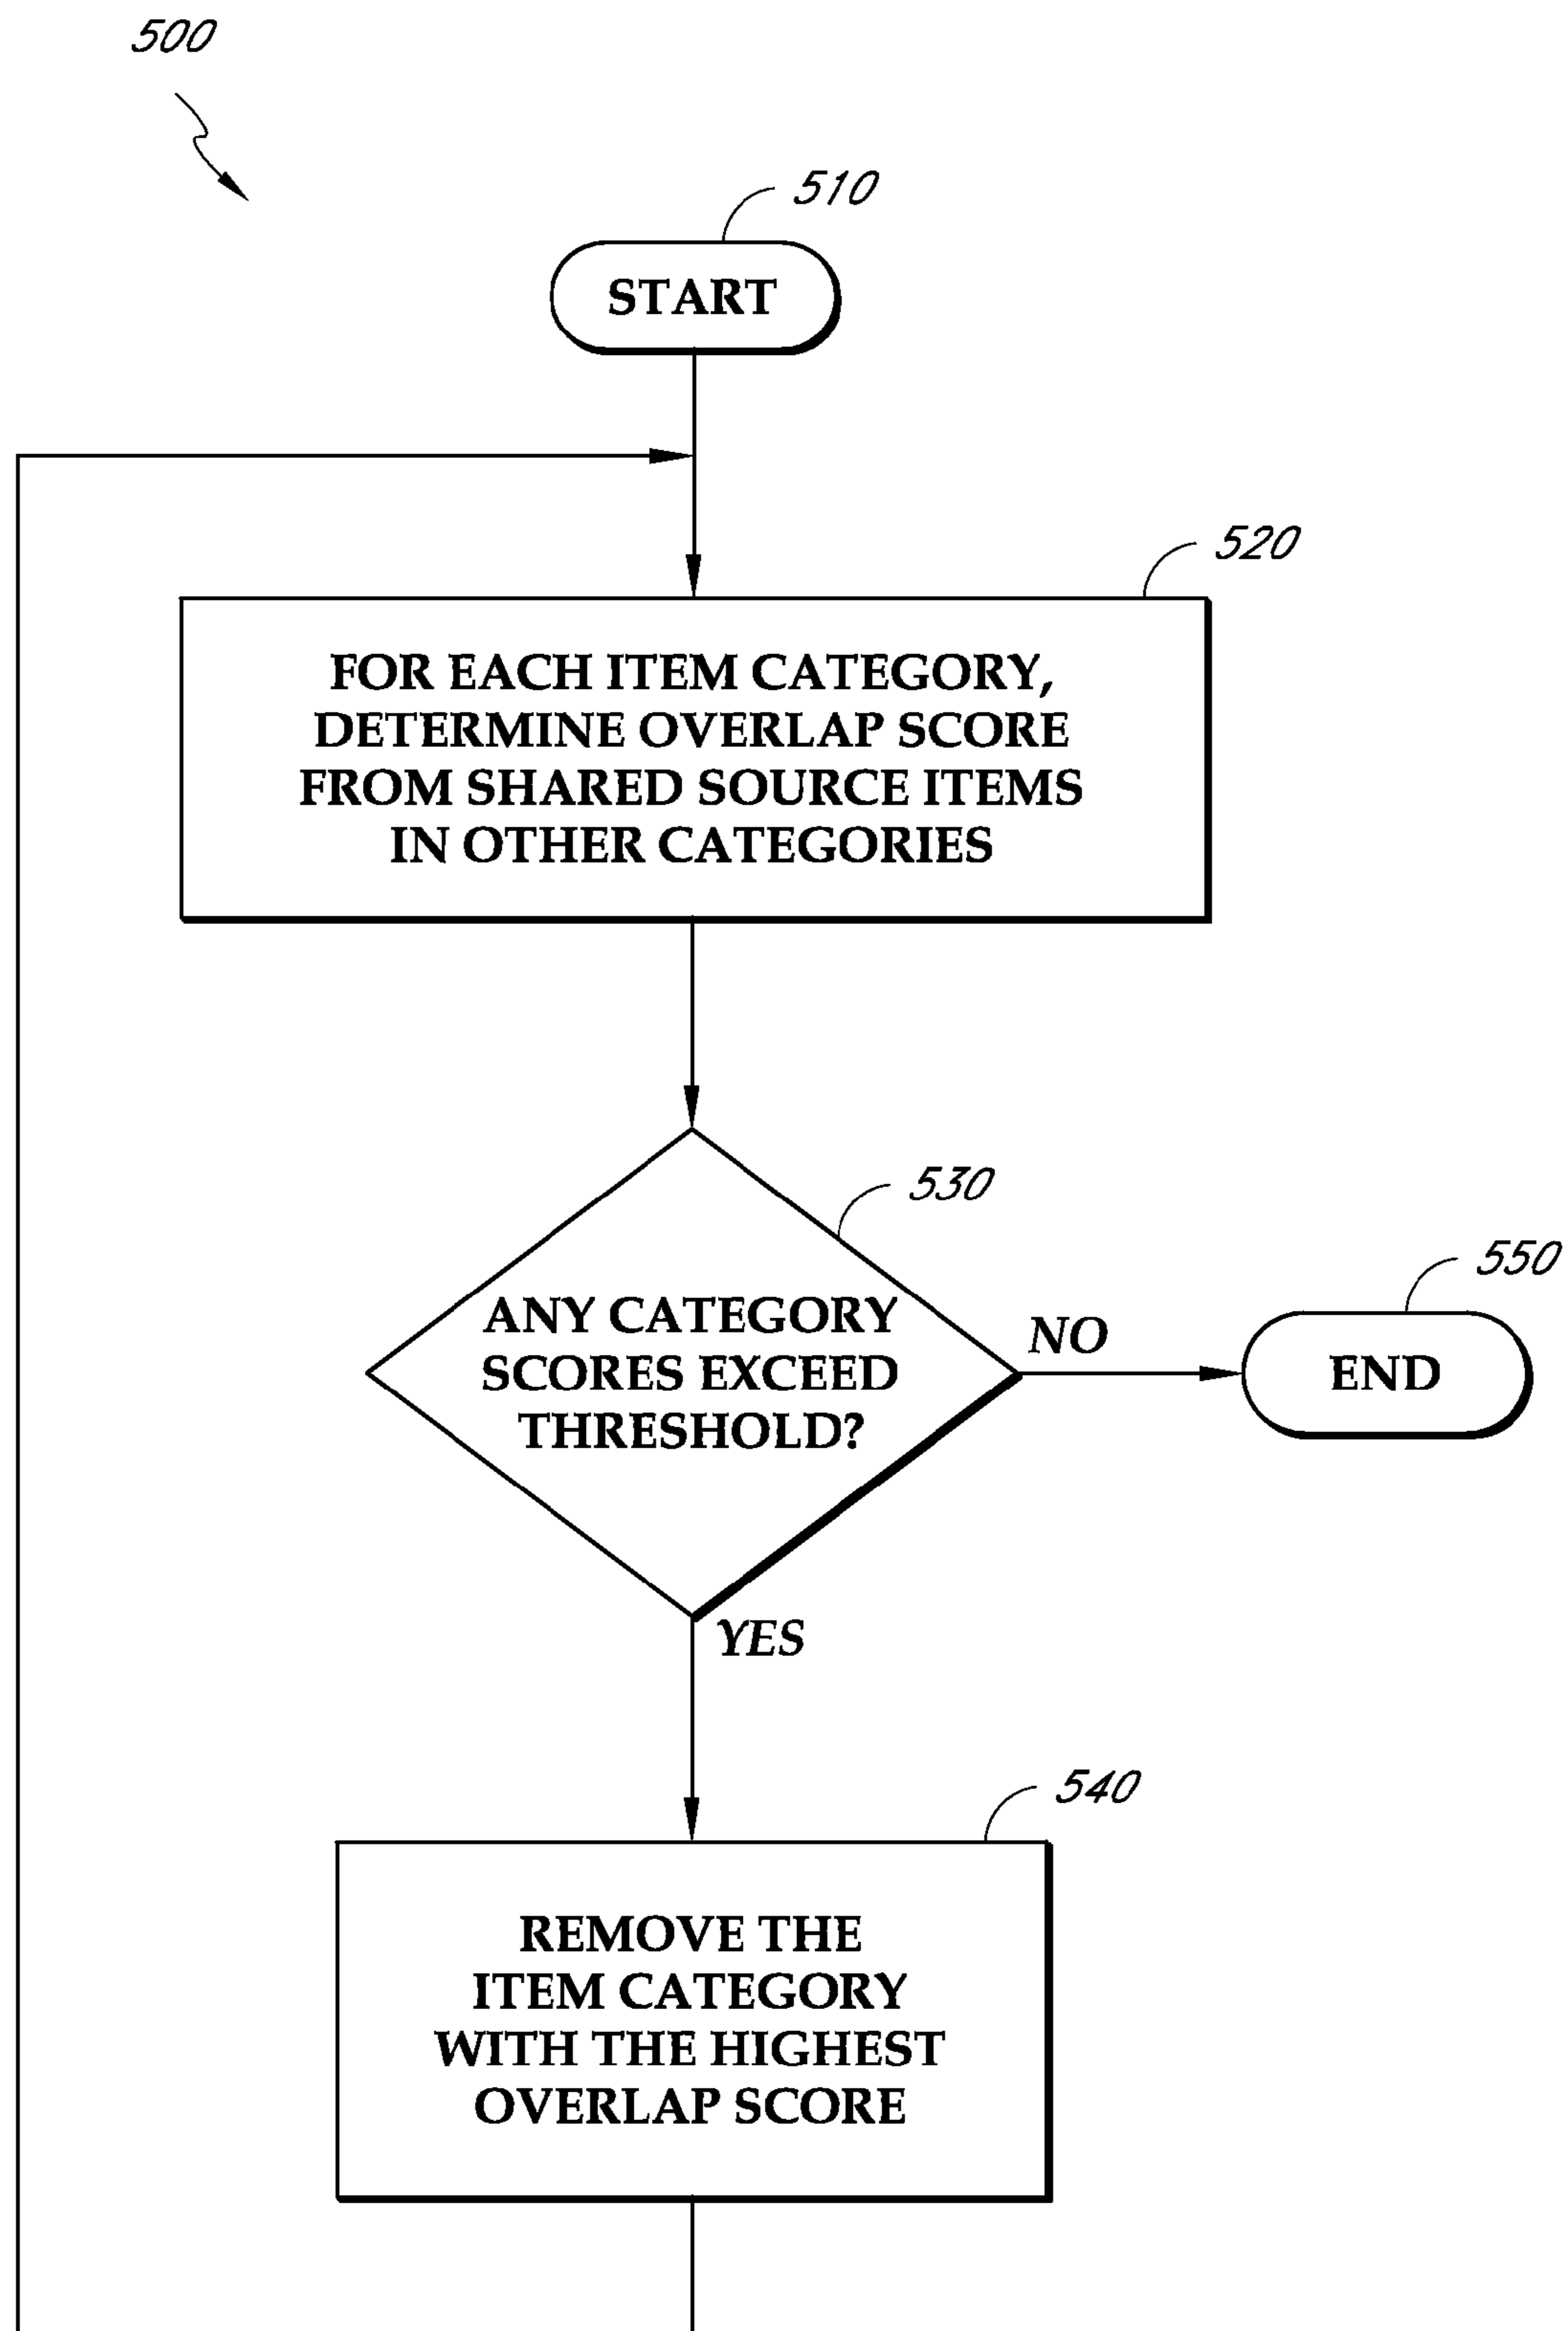 500
510
START
520
FOR EACH ITEM CATEGORY,
DETERMINE OVERLAP SCORE
FROM SHARED SOURCE ITEMS
IN OTHER CATEGORIES
530
ANY CATEGORY
SCORES EXCEED
THRESHOLD?
NO
550
END
YES
540
REMOVE THE
ITEM CATEGORY
WITH THE HIGHEST
OVERLAP SCORE